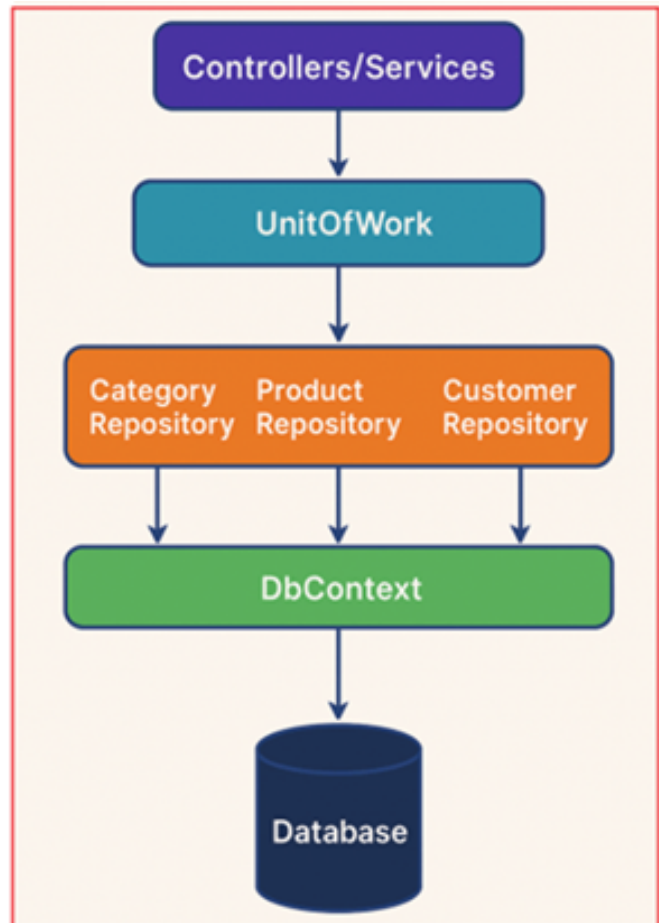 Controllers/Services
UnitOfWork
Category Product Customer
Repository Repository Repository
DbContext
Database